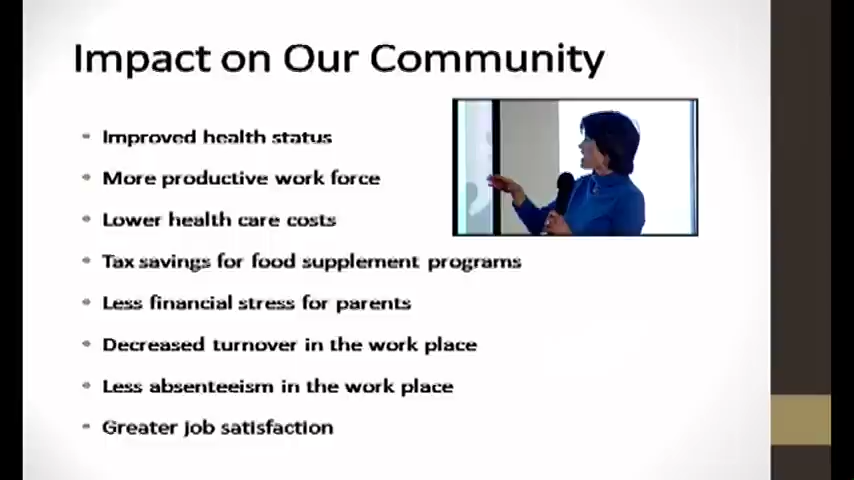 Impact on Our Community
Improved health status
More productive work force
Lower health care costs
Tax savings for food supplement programs
Less financial stress for parents
Decreased turnover in the work place
Less absenteeism in the work place
Greater job satisfaction